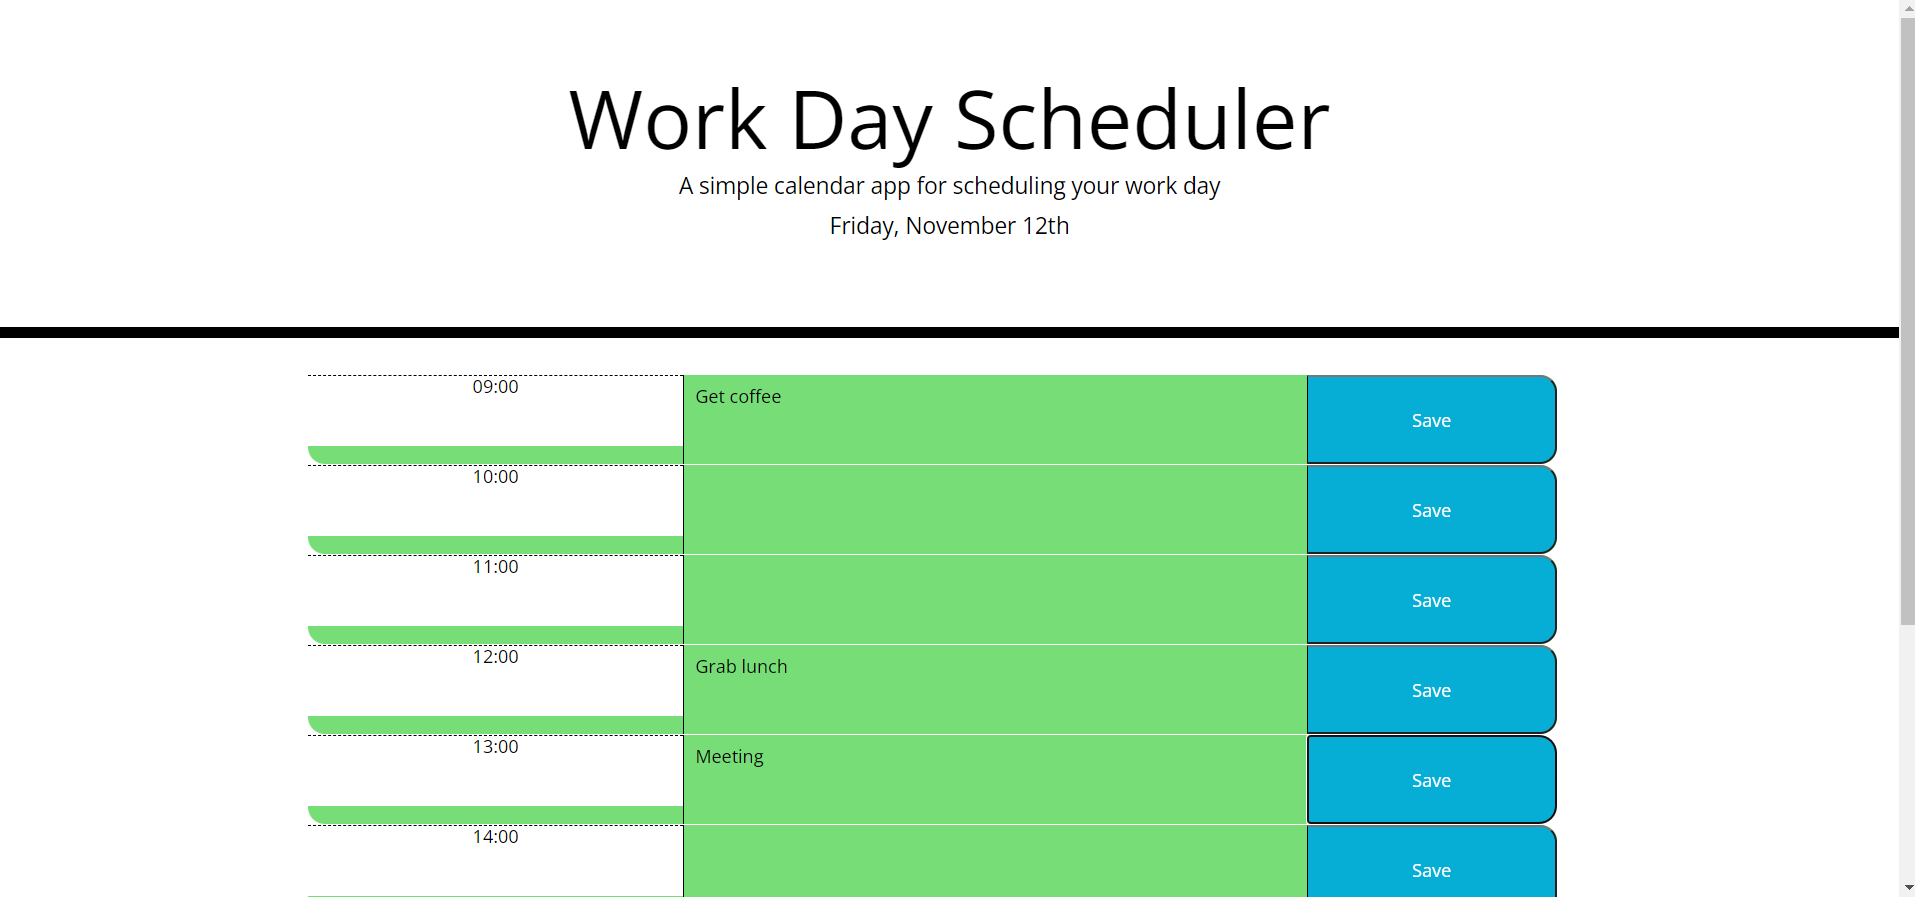 Work Day Scheduler
A simple calendar app for scheduling your work day
Friday, November 12th
09:00 Get coffee Save
10:00 Save
11:00 Save
12:00 Grab lunch Save
13:00 Meeting Save
14:00 Save